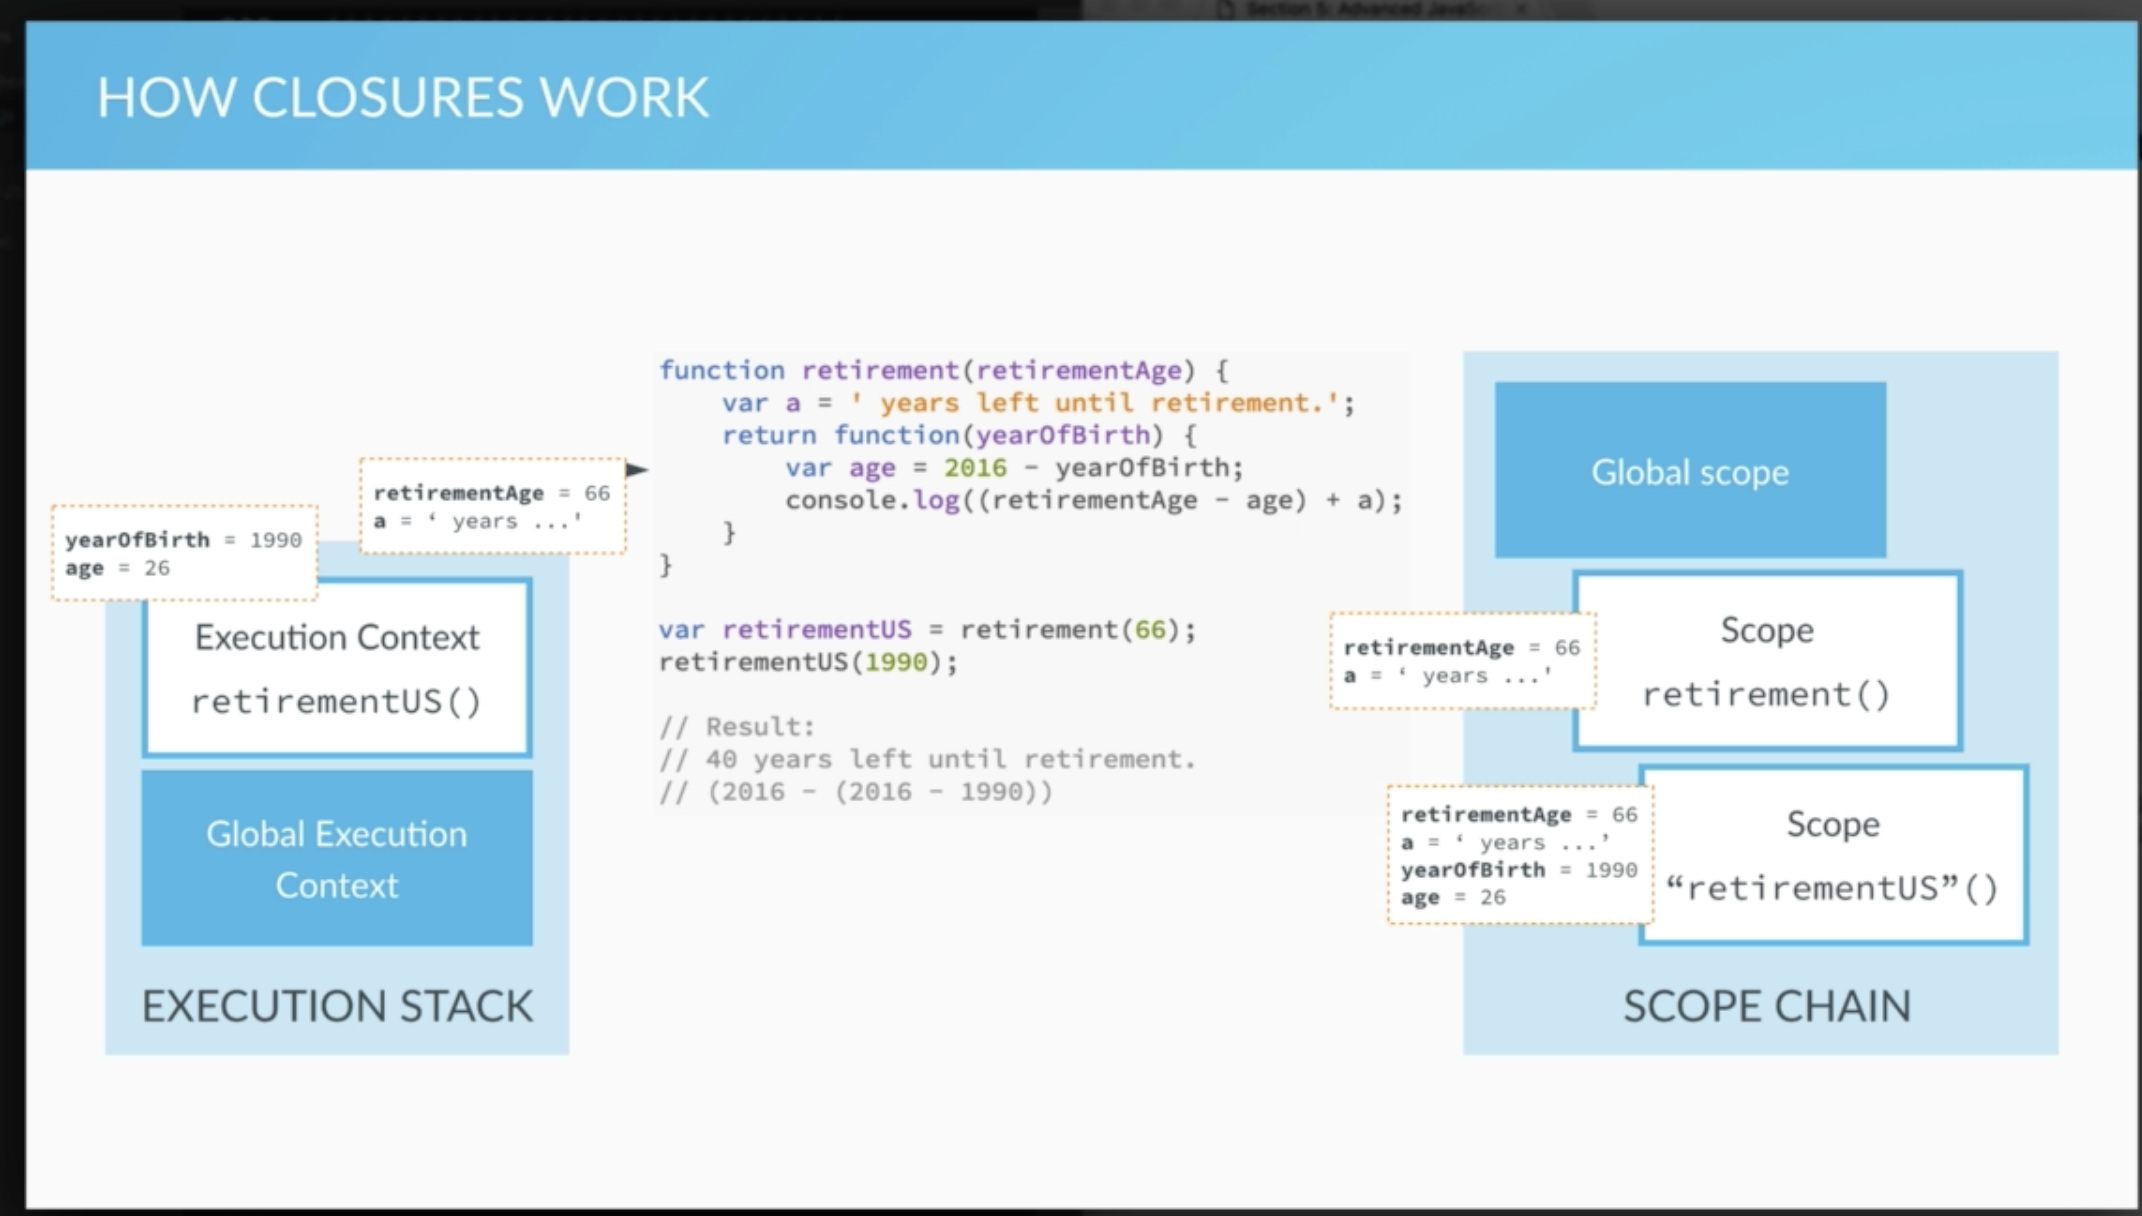 Section 5: Advanced JavaSc
HOW CLOSURES WORK
yearOfBirth = 1990
age = 26
retirementAge = 66
a = ‘ years ...'
Execution Context
retirementUS()
Global Execution
Context
EXECUTION STACK
function retirement(retirementAge) {
    var a = ' years left until retirement.';
    return function(yearOfBirth) {
        var age = 2016 - yearOfBirth;
        console.log((retirementAge - age) + a);
    }
}
var retirementUS = retirement(66);
retirementUS(1990);
// Result:
// 40 years left until retirement.
// (2016 - (2016 - 1990))
Global scope
retirementAge = 66
a = ‘ years ...'
Scope
retirement()
retirementAge = 66
a = ‘ years ...’
yearOfBirth = 1990
age = 26
Scope
“retirementUS”()
SCOPE CHAIN